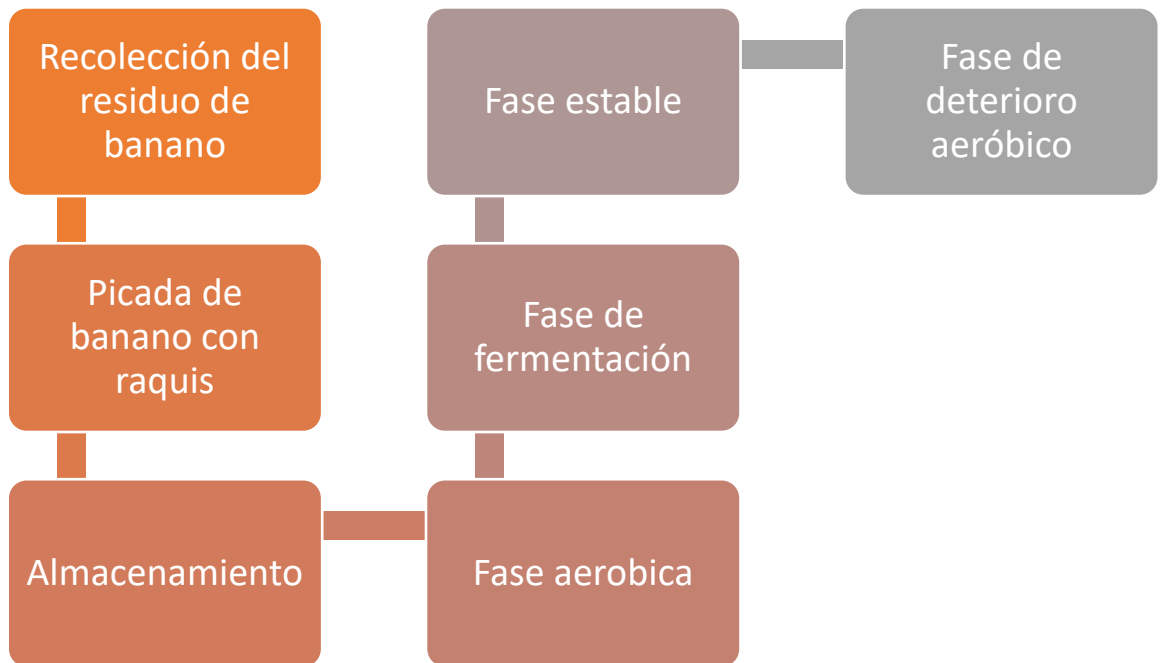 Recolección del
residuo de
banano
Picada de
banano con
raquis
Almacenamiento
Fase aerobica
Fase de
fermentación
Fase estable
Fase de
deterioro
aeróbico